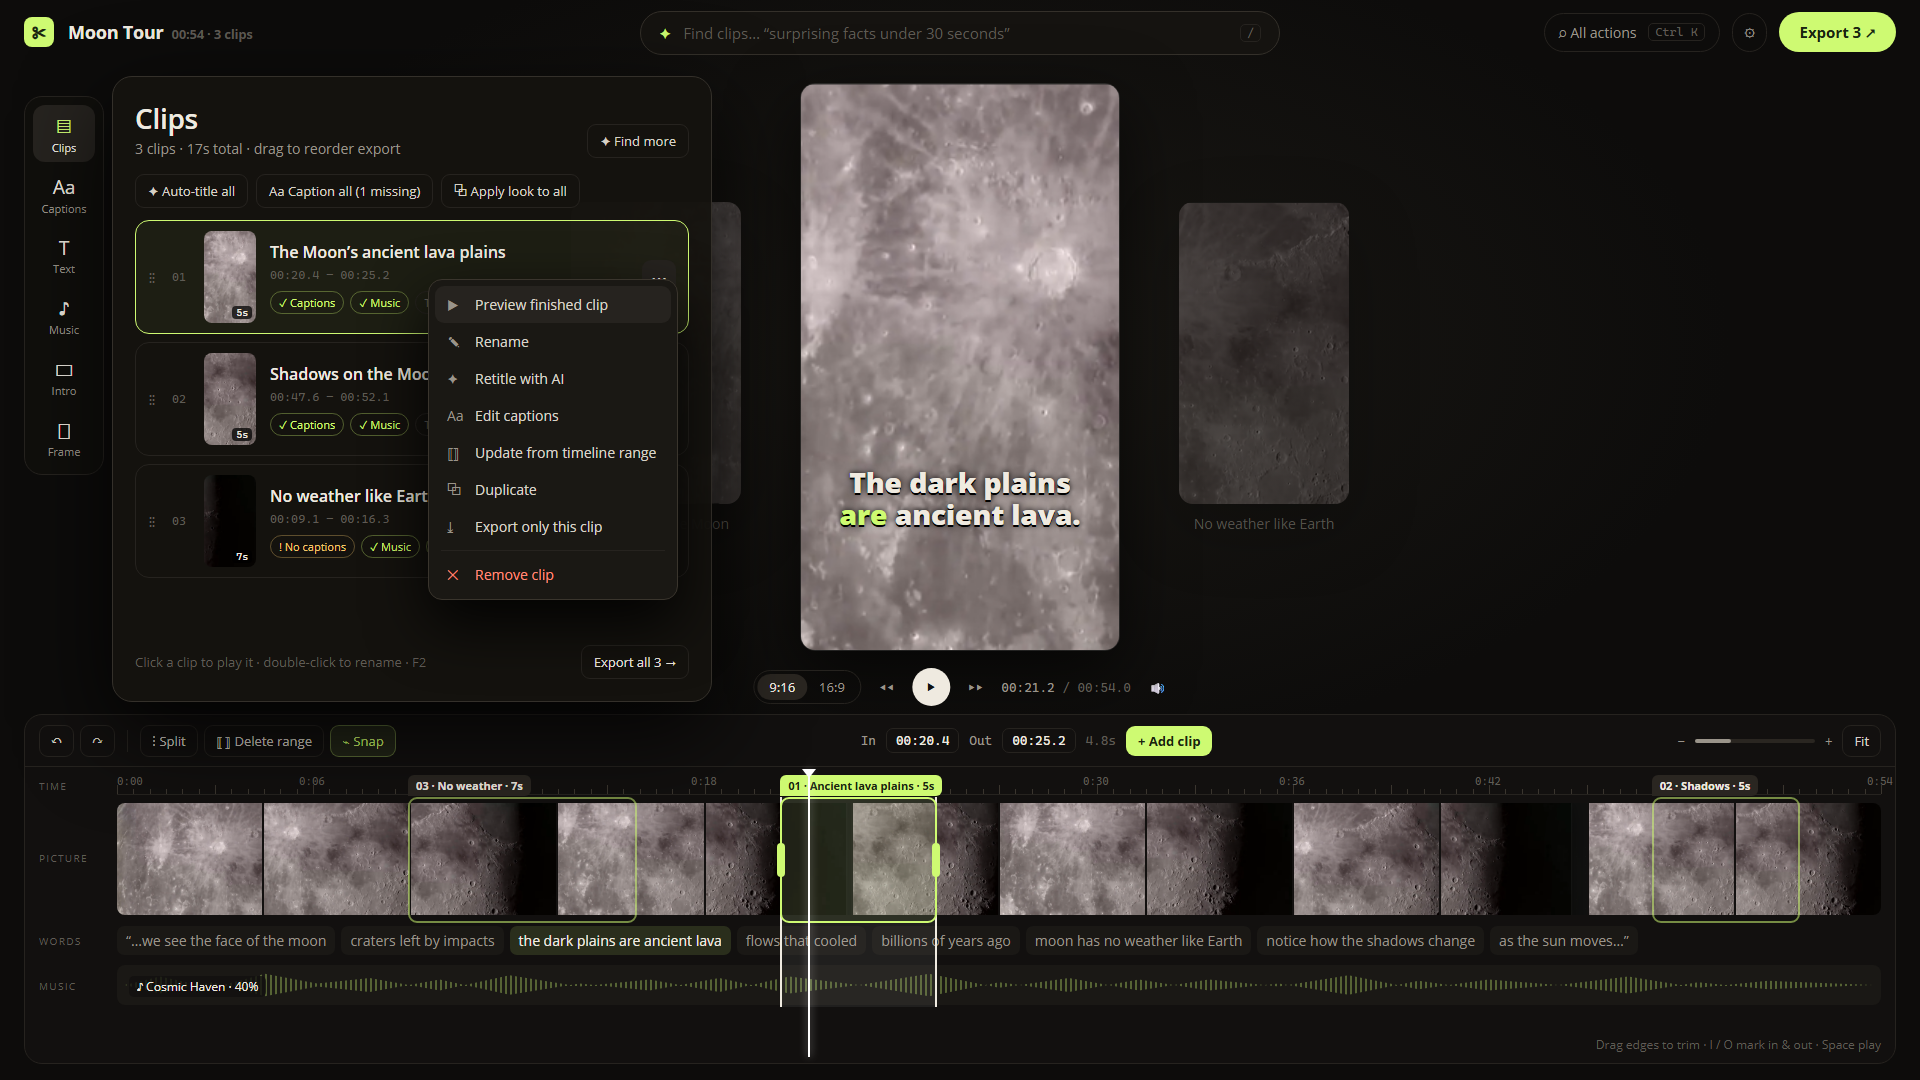 Moon Tour 00:54 · 3 clips
Find clips... “surprising facts under 30 seconds”
/
All actions Ctrl K
Export 3 ↗
Clips
Captions
Text
Music
Intro
Frame
Clips
3 clips · 17s total · drag to reorder export
✦ Find more
✦ Auto-title all
Aa Caption all (1 missing)
Apply look to all
01
5s
The Moon’s ancient lava plains
00:20.4 – 00:25.2
✓ Captions
✓ Music
02
5s
Shadows on the Moo
00:47.6 – 00:52.1
✓ Captions
✓ Music
03
7s
No weather like Eart
00:09.1 – 00:16.3
! No captions
✓ Music
Preview finished clip
Rename
Retitle with AI
Aa Edit captions
Update from timeline range
Duplicate
Export only this clip
Remove clip
Click a clip to play it · double-click to rename · F2
Export all 3 →
on
The dark plains
are ancient lava.
No weather like Earth
9:16 16:9
00:21.2 / 00:54.0
Split
Delete range
Snap
In 00:20.4 Out 00:25.2 4.8s
+ Add clip
− +
Fit
TIME
0:00 0:06 0:18 0:30 0:36 0:42 0:54
03 · No weather · 7s
01 · Ancient lava plains · 5s
02 · Shadows · 5s
PICTURE
WORDS
“...we see the face of the moon
craters left by impacts
the dark plains are ancient lava
flows that cooled
billions of years ago
moon has no weather like Earth
notice how the shadows change
as the sun moves...”
MUSIC
♪ Cosmic Haven · 40%
Drag edges to trim · I / O mark in & out · Space play